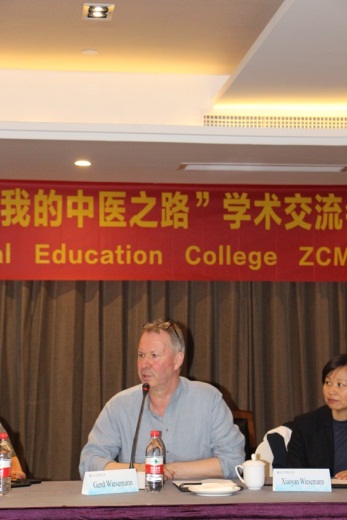 我的中医之路”学术交流
al Education College ZCM
Gerd Wiesemann
Xiaoyan Wiesemann